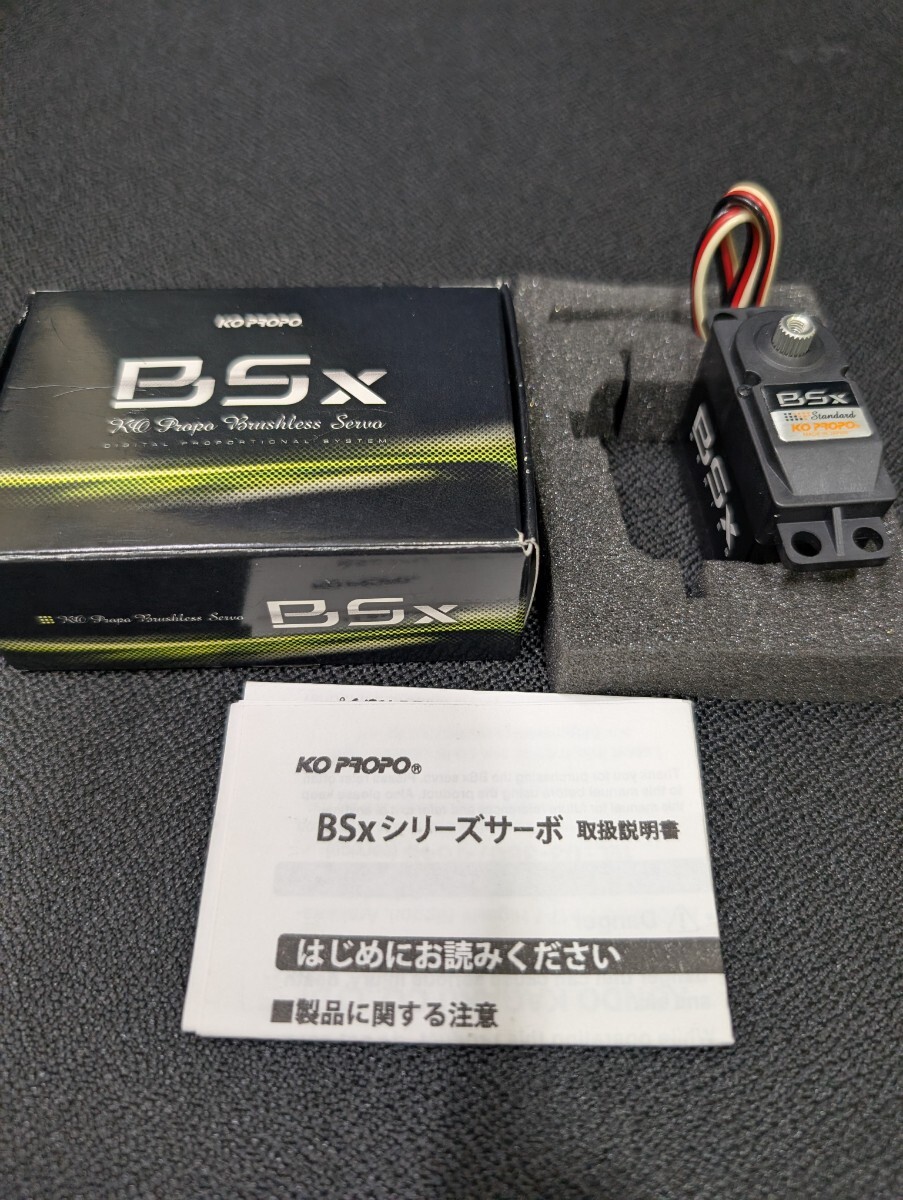 KO PROPO
BSx
KO Propo Brushless Servo
DIGITAL PROPORTIONAL SYSTEM
KO Propo Brushless Servo
BSx
BSx
Standard
KO PROPO®
BSx
KO PROPO®
BSxシリーズサーボ 取扱説明書
はじめにお読みください
■製品に関する注意